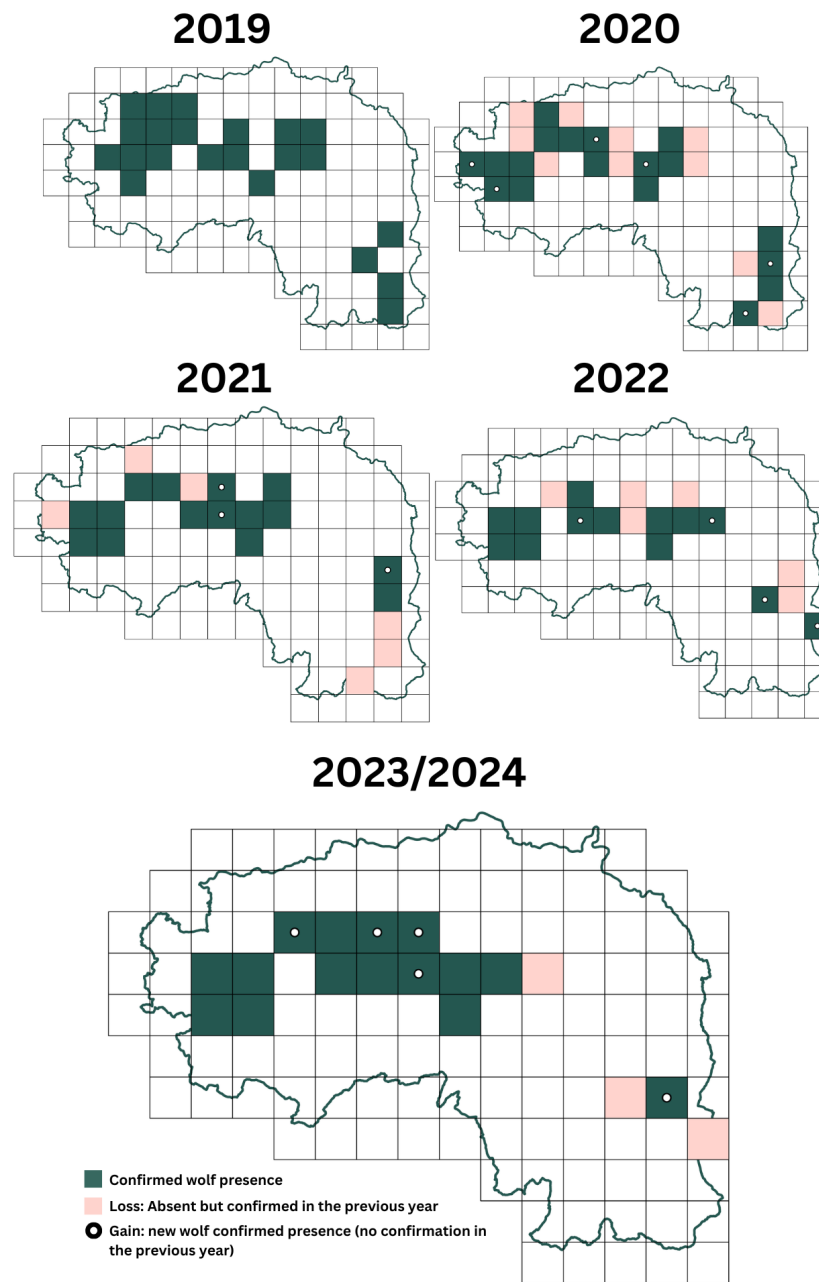 2019
2020
2021
2022
2023/2024
Confirmed wolf presence
Loss: Absent but confirmed in the previous year
Gain: new wolf confirmed presence (no confirmation in
the previous year)